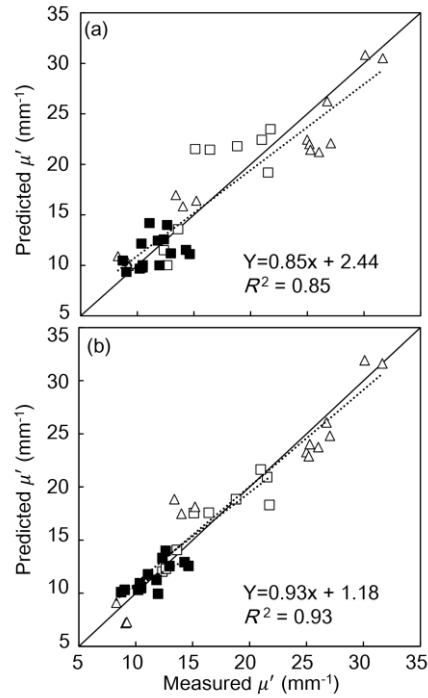 (a)
35
30
25
20
15
10
5
Predicted μ′ (mm⁻¹)
Y=0.85x + 2.44
R² = 0.85
(b)
35
30
25
20
15
10
5
Predicted μ′ (mm⁻¹)
Y=0.93x + 1.18
R² = 0.93
5 10 15 20 25 30 35
Measured μ′ (mm⁻¹)